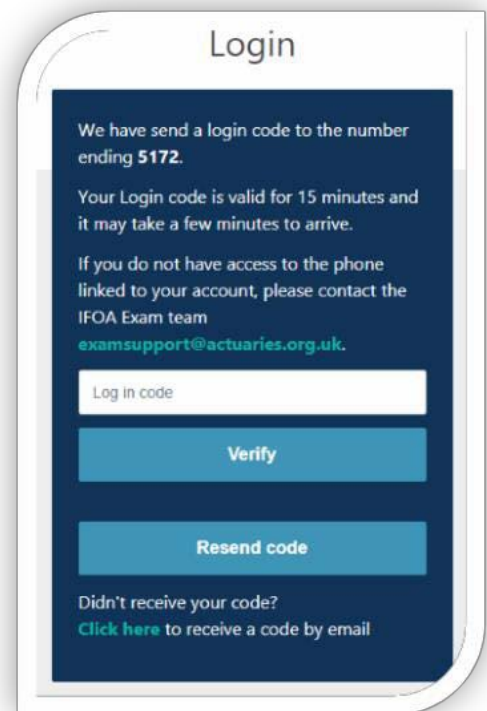 Login
We have send a login code to the number
ending 5172.
Your Login code is valid for 15 minutes and
it may take a few minutes to arrive.
If you do not have access to the phone
linked to your account, please contact the
IFOA Exam team
examsupport@actuaries.org.uk.
Log in code
Verify
Resend code
Didn't receive your code?
Click here to receive a code by email